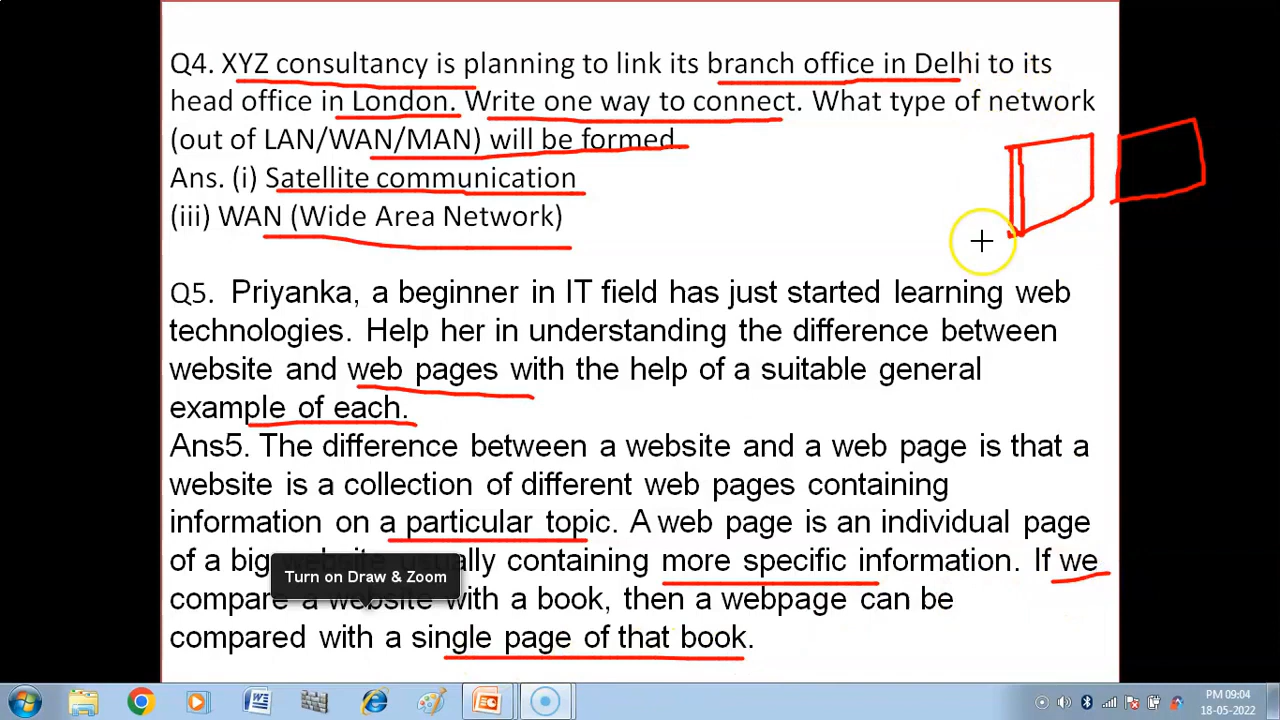 Q4. XYZ consultancy is planning to link its branch office in Delhi to its
head office in London. Write one way to connect. What type of network
(out of LAN/WAN/MAN) will be formed.
Ans. (i) Satellite communication
(iii) WAN (Wide Area Network)
Q5. Priyanka, a beginner in IT field has just started learning web
technologies. Help her in understanding the difference between
website and web pages with the help of a suitable general
example of each.
Ans5. The difference between a website and a web page is that a
website is a collection of different web pages containing
information on a particular topic. A web page is an individual page
of a big website usually containing more specific information. If we
Turn on Draw & Zoom
compare a website with a book, then a webpage can be
compared with a single page of that book.
PM 09:04
18-05-2022